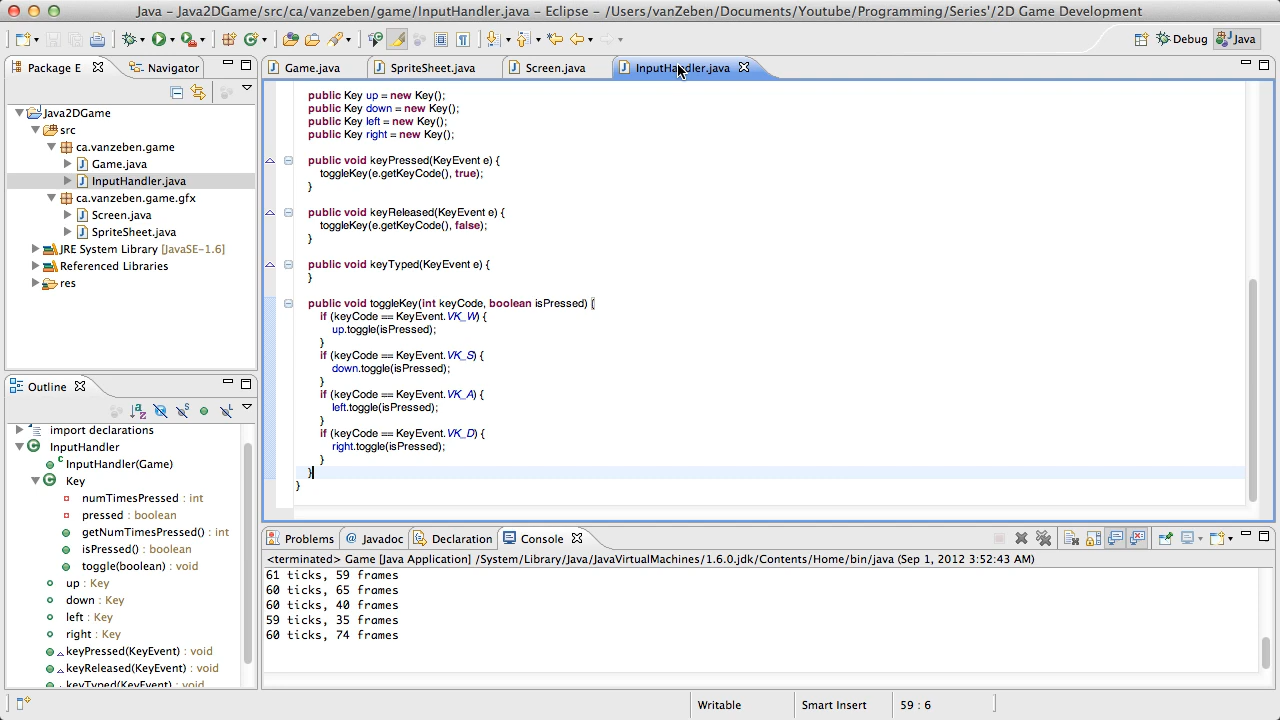 Java – Java2DGame/src/ca/vanzeben/game/InputHandler.java – Eclipse – /Users/vanZeber/Documents/Youtube/Programming/Series'/2D Game Development
Debug
Java
Package E
Navigator
Game.java
SpriteSheet.java
Screen.java
InputHandler.java
Java2DGame
src
ca.vanzeben.game
Game.java
InputHandler.java
ca.vanzeben.gfx
Screen.java
SpriteSheet.java
JRE System Library [JavaSE-1.6]
Referenced Libraries
res
public Key up = new Key();
public Key down = new Key();
public Key left = new Key();
public Key right = new Key();
public void keyPressed(KeyEvent e) {
toggleKey(e.getKeyCode(), true);
}
public void keyReleased(KeyEvent e) {
toggleKey(e.getKeyCode(), false);
}
public void keyTyped(KeyEvent e) {
}
public void toggleKey(int keyCode, boolean isPressed) {
if (keyCode == KeyEvent.VK_W) {
up.toggle(isPressed);
}
if (keyCode == KeyEvent.VK_S) {
down.toggle(isPressed);
}
if (keyCode == KeyEvent.VK_A) {
left.toggle(isPressed);
}
if (keyCode == KeyEvent.VK_D) {
right.toggle(isPressed);
}
}
}
Outline
import declarations
InputHandler
InputHandler(Game)
Key
numTimesPressed : int
pressed : boolean
getNumTimesPressed() : int
isPressed() : boolean
toggle(boolean) : void
up : Key
down : Key
left : Key
right : Key
keyPressed(KeyEvent) : void
keyReleased(KeyEvent) : void
keyTyped(KeyEvent) : void
Problems
Javadoc
Declaration
Console
<terminated> Game [Java Application] /System/Library/Java/JavaVirtualMachines/1.6.0.jdk/Contents/Home/bin/java (Sep 1, 2012 3:52:43 AM)
61 ticks, 59 frames
60 ticks, 65 frames
60 ticks, 40 frames
59 ticks, 35 frames
60 ticks, 74 frames
Writable
Smart Insert
59 : 6